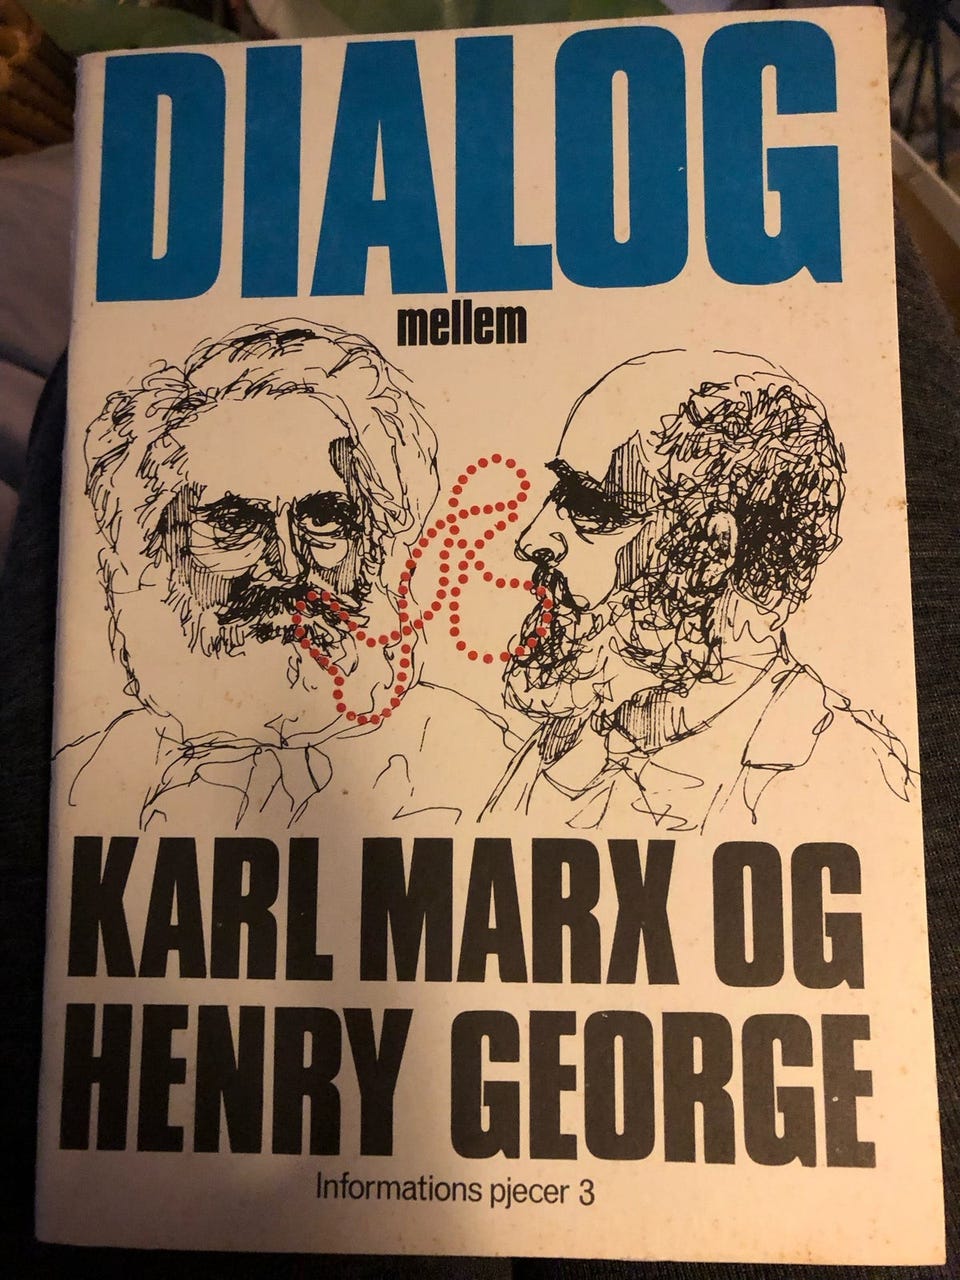 DIALOG
mellem
KARL MARX OG
HENRY GEORGE
Informations pjecer 3